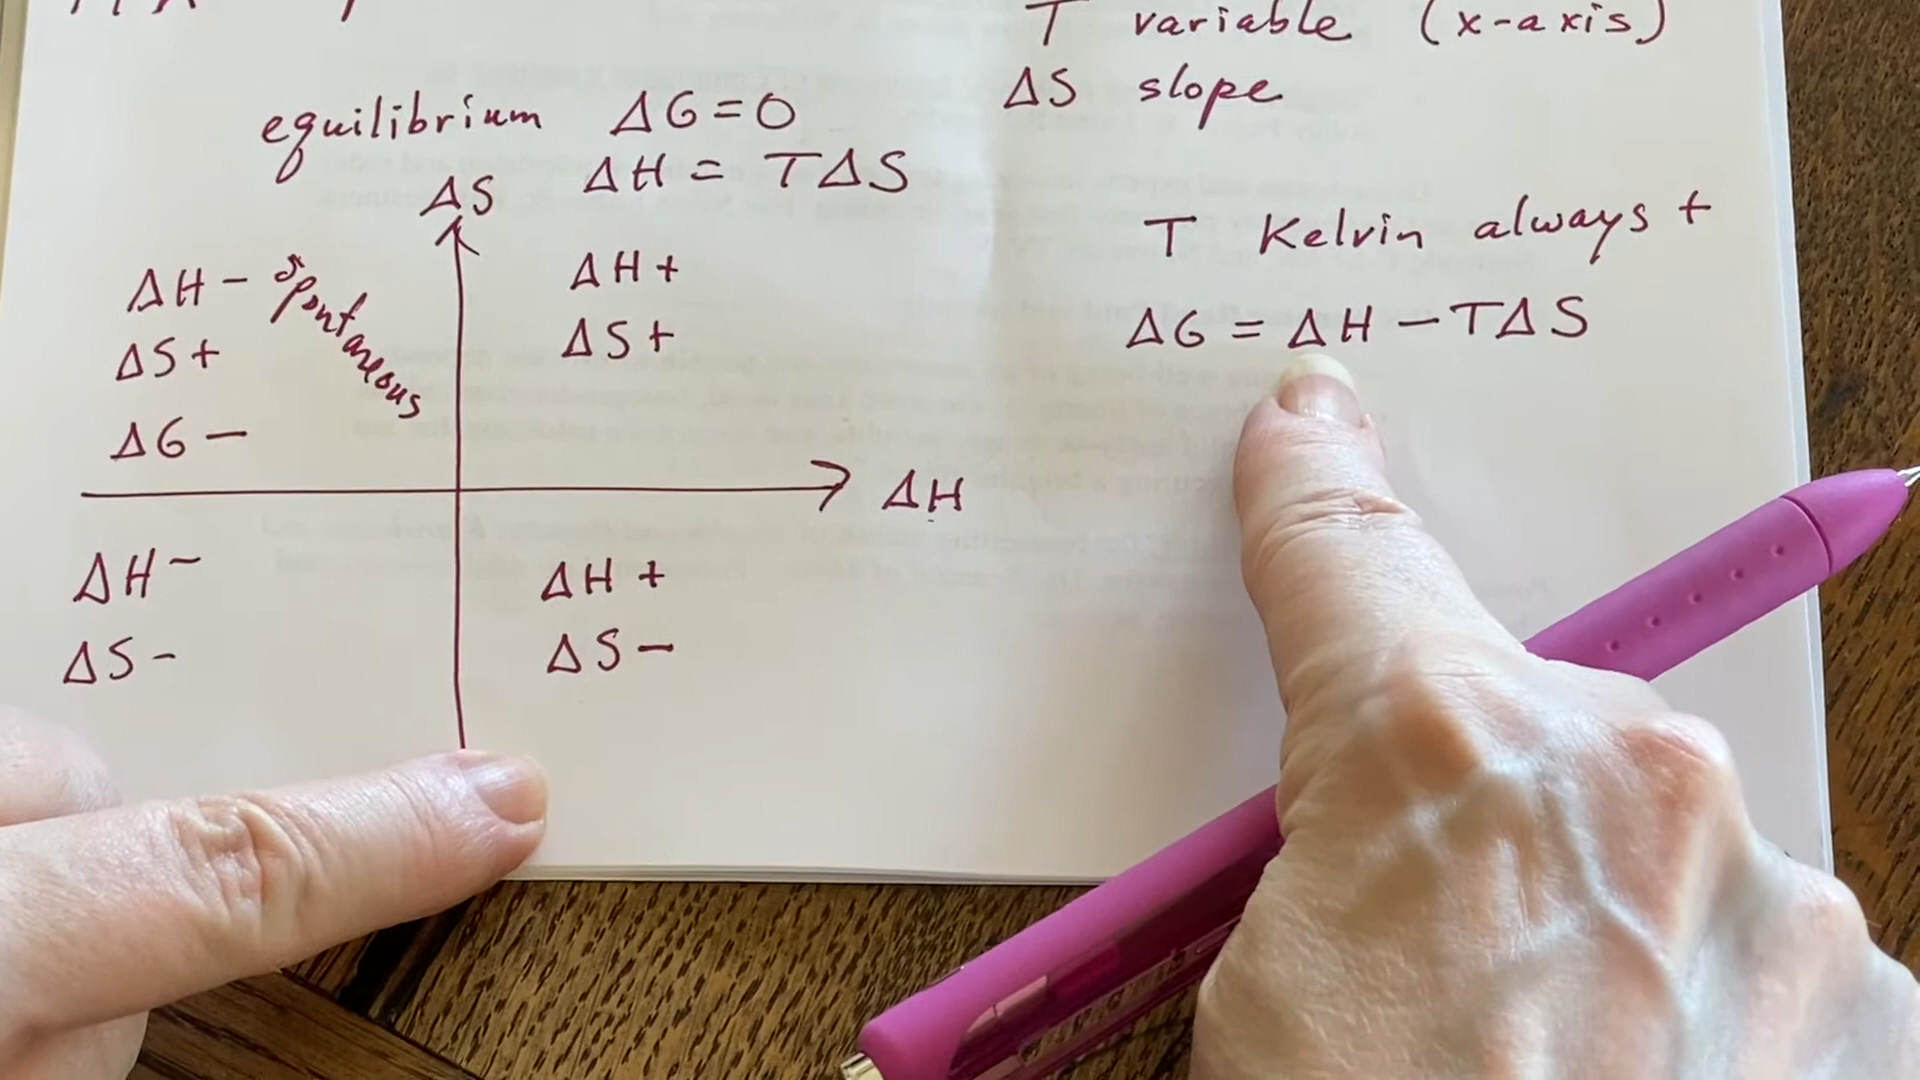 T variable (x-axis)
ΔS slope
equilibrium ΔG = 0
ΔH = TΔS
ΔS
ΔH - spontaneous
ΔS +
ΔG -
ΔH +
ΔS +
ΔH
ΔH -
ΔS -
ΔH +
ΔS -
T Kelvin always +
ΔG = ΔH - TΔS